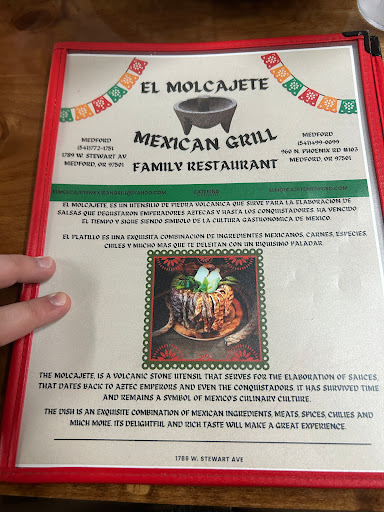 EL MOLCAJETE
MEXICAN GRILL
FAMILY RESTAURANT
MEDFORD
(541)772-1751
1789 W. STEWART AV
MEDFORD, OR 97501
MEDFORD
(541)499-0099
960 N. PHOENIX RD #103
MEDFORD, OR 97501
CATERING
EL MOLCAJETE, ES UN UTENSILIO DE PIEDRA VOLCANICA QUE SIRVE PARA LA ELABORACION DE
SALSAS QUE DEGUSTARON EMPERADORES AZTECAS Y HASTA LOS CONQUISTADORES. HA VENCIDO
EL TIEMPO Y SIGUE SIENDO SIMBOLO DE LA CULTURA GASTRONOMICA DE MEXICO
EL PLATILLO ES UNA EXQUISITA COMBINACION DE INGREDIENTES MEXICANOS, CARNES, ESPECIES,
CHILES Y MUCHO MAS QUE TE DELEITAN CON UN RIQUISIMO PALADAR.
THE MOLCAJATE, IS A VOLCANIC STONE UTENSIL THAT SERVES FOR THE ELABORATION OF SAUCES,
THAT DATES BACK TO AZTEC EMPERORS AND EVEN THE CONQUISTADORS. IT HAS SURVIVED TIME
AND REMAINS A SYMBOL OF MEXICO'S CULINARY CULTURE.
THE DISH IS AN EXQUISITE COMBINATION OF MEXICAN INGREDIENTS, MEATS, SPICES, CHILIES AND
MUCH MORE. ITS DELIGHTFUL AND RICH TASTE WILL MAKE A GREAT EXPERIENCE.
1789 W. STEWART AVE